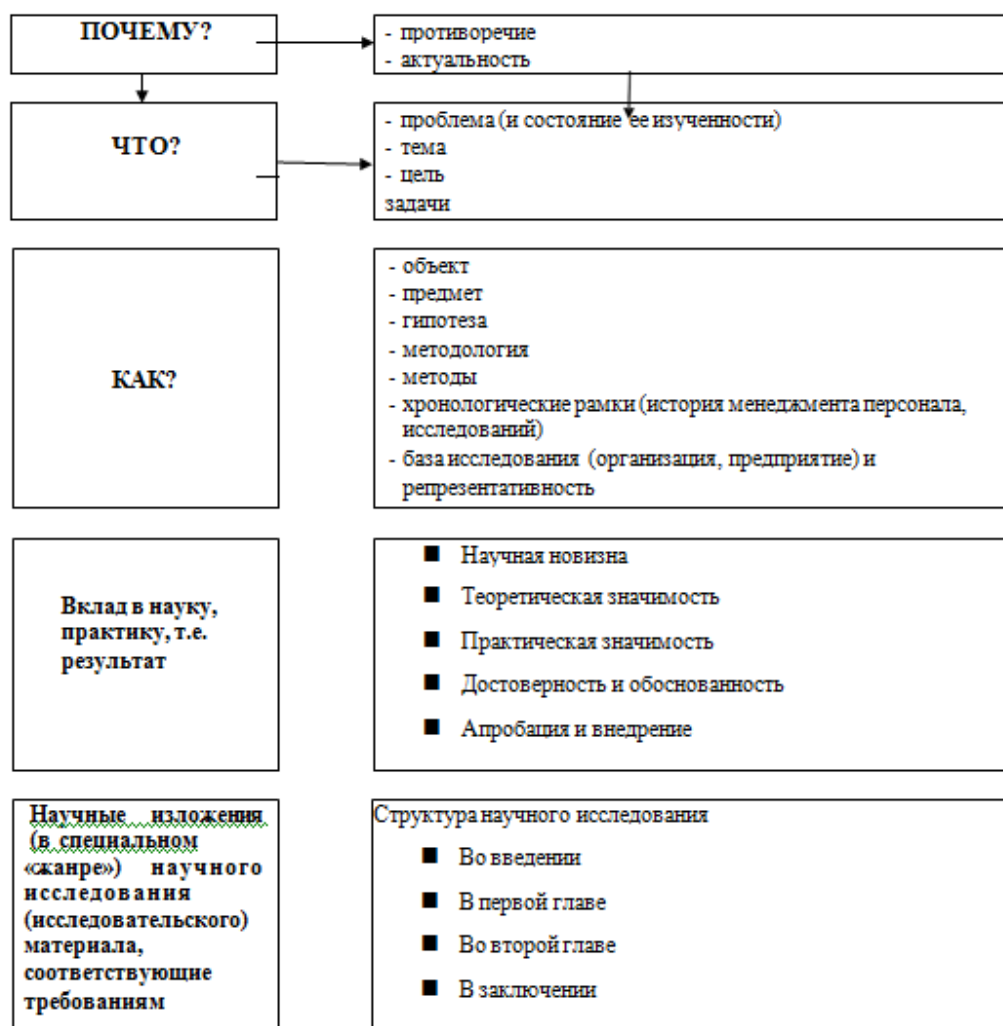 ПОЧЕМУ?
- противоречие
- актуальность
ЧТО?
- проблема (и состояние ее изученности)
- тема
- цель
задачи
КАК?
- объект
- предмет
- гипотеза
- методология
- методы
- хронологические рамки (история менеджмента персонала,
исследований)
- база исследования (организация, предприятие) и
репрезентативность
Вклад в науку,
практику, т.е.
результат
■ Научная новизна
■ Теоретическая значимость
■ Практическая значимость
■ Достоверность и обоснованность
■ Апробация и внедрение
Научные изложения
(в специальном
«жанре») научного
исследования
(исследовательского)
материала,
соответствующие
требованиям
Структура научного исследования
■ Во введении
■ В первой главе
■ Во второй главе
■ В заключении